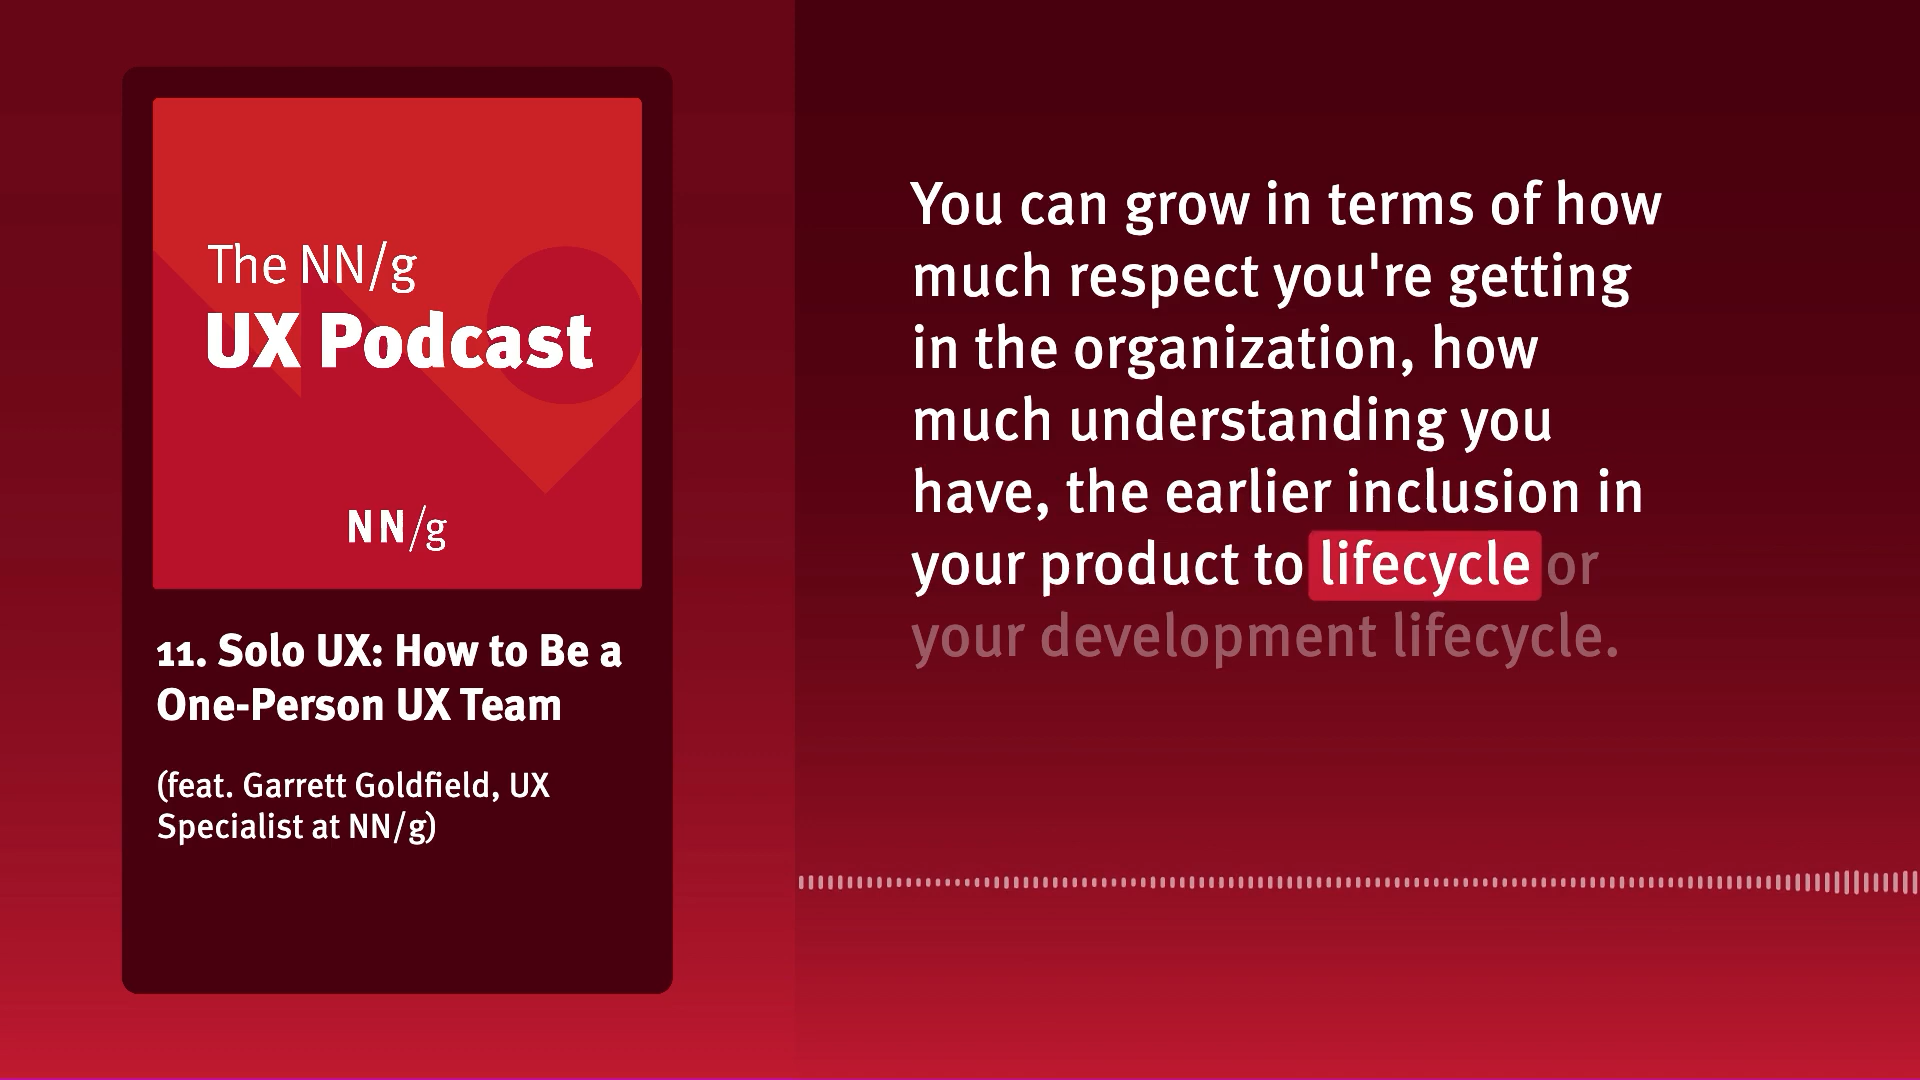 The NN/g
UX Podcast
NN/g
11. Solo UX: How to Be a
One-Person UX Team
(feat. Garrett Goldfield, UX
Specialist at NN/g)
You can grow in terms of how
much respect you're getting
in the organization, how
much understanding you
have, the earlier inclusion in
your product to lifecycle or
your development lifecycle.